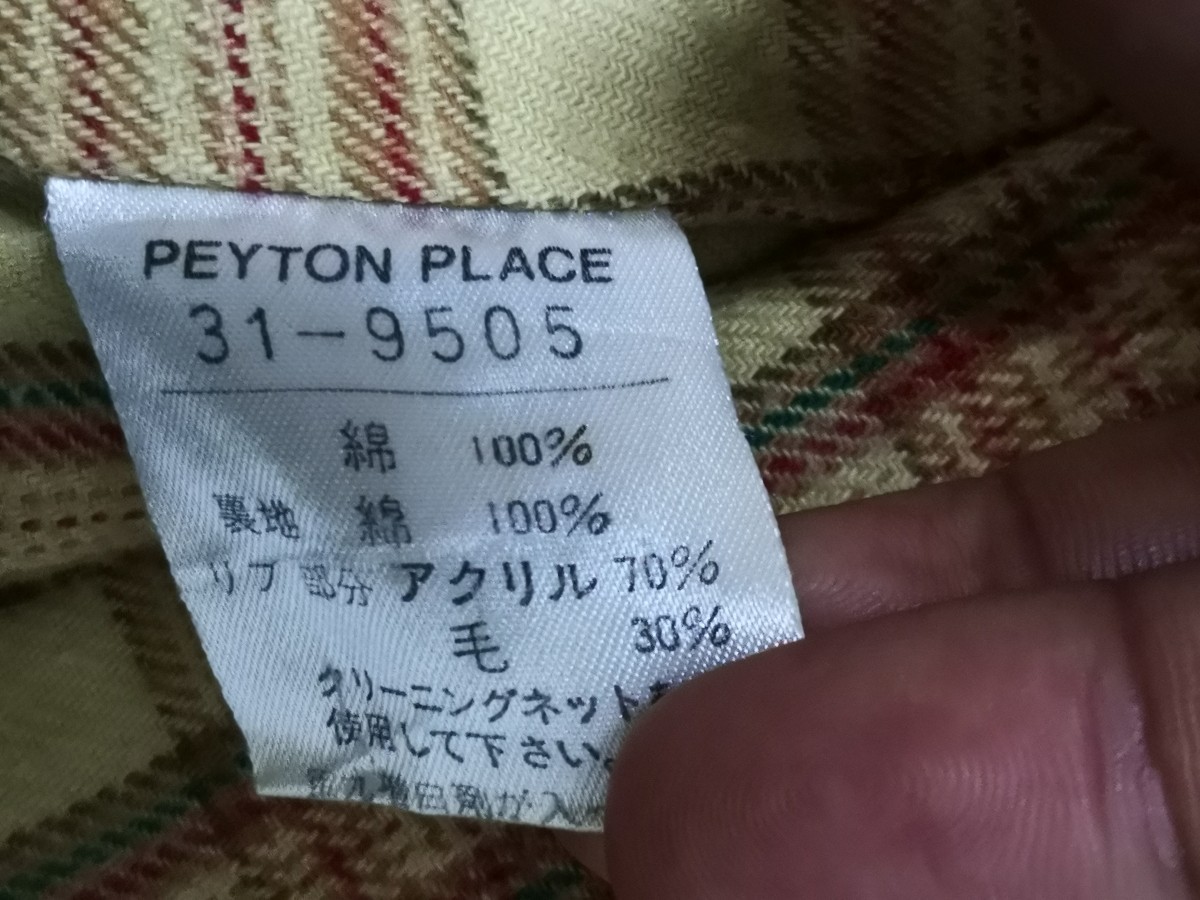 PEYTON PLACE
31-9505
綿 100%
裏地 綿 100%
リブ部分 アクリル 70%
毛 30%
クリーニングネットを
使用して下さい。
が入